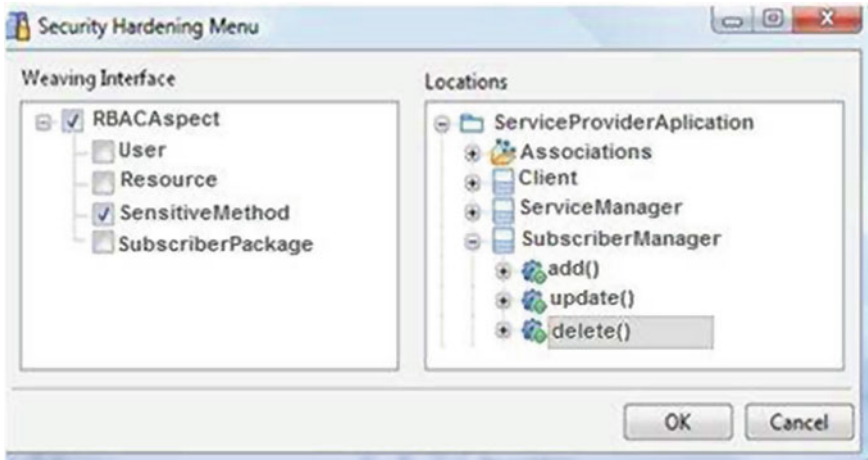 Security Hardening Menu
Weaving Interface
RBACAspect
User
Resource
SensitiveMethod
SubscriberPackage
Locations
ServiceProviderAplication
Associations
Client
ServiceManager
SubscriberManager
add()
update()
delete()
OK
Cancel